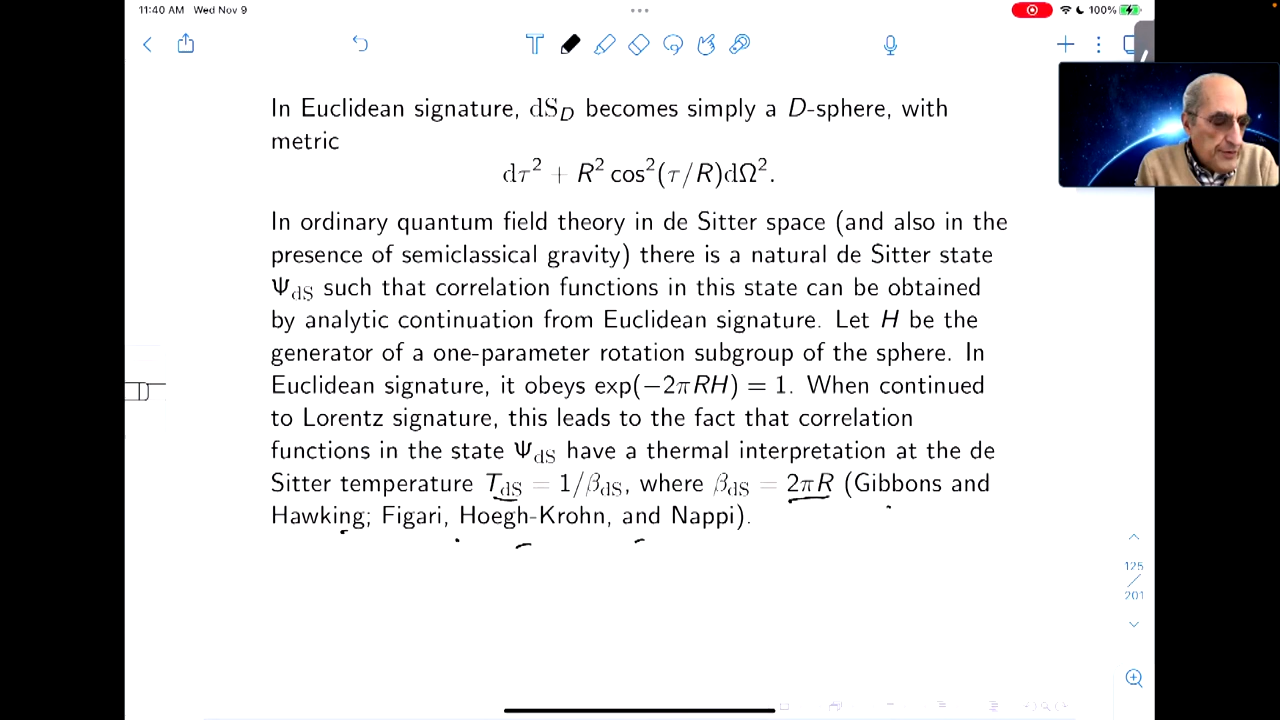 11:40 AM Wed Nov 9
100%
In Euclidean signature, dS_D becomes simply a D-sphere, with
metric
dτ² + R² cos²(τ/R)dΩ².
In ordinary quantum field theory in de Sitter space (and also in the
presence of semiclassical gravity) there is a natural de Sitter state
Ψ_dS such that correlation functions in this state can be obtained
by analytic continuation from Euclidean signature. Let H be the
generator of a one-parameter rotation subgroup of the sphere. In
Euclidean signature, it obeys exp(−2πRH) = 1. When continued
to Lorentz signature, this leads to the fact that correlation
functions in the state Ψ_dS have a thermal interpretation at the de
Sitter temperature T_dS = 1/β_dS, where β_dS = 2πR (Gibbons and
Hawking; Figari, Hoegh-Krohn, and Nappi).
125
/
201